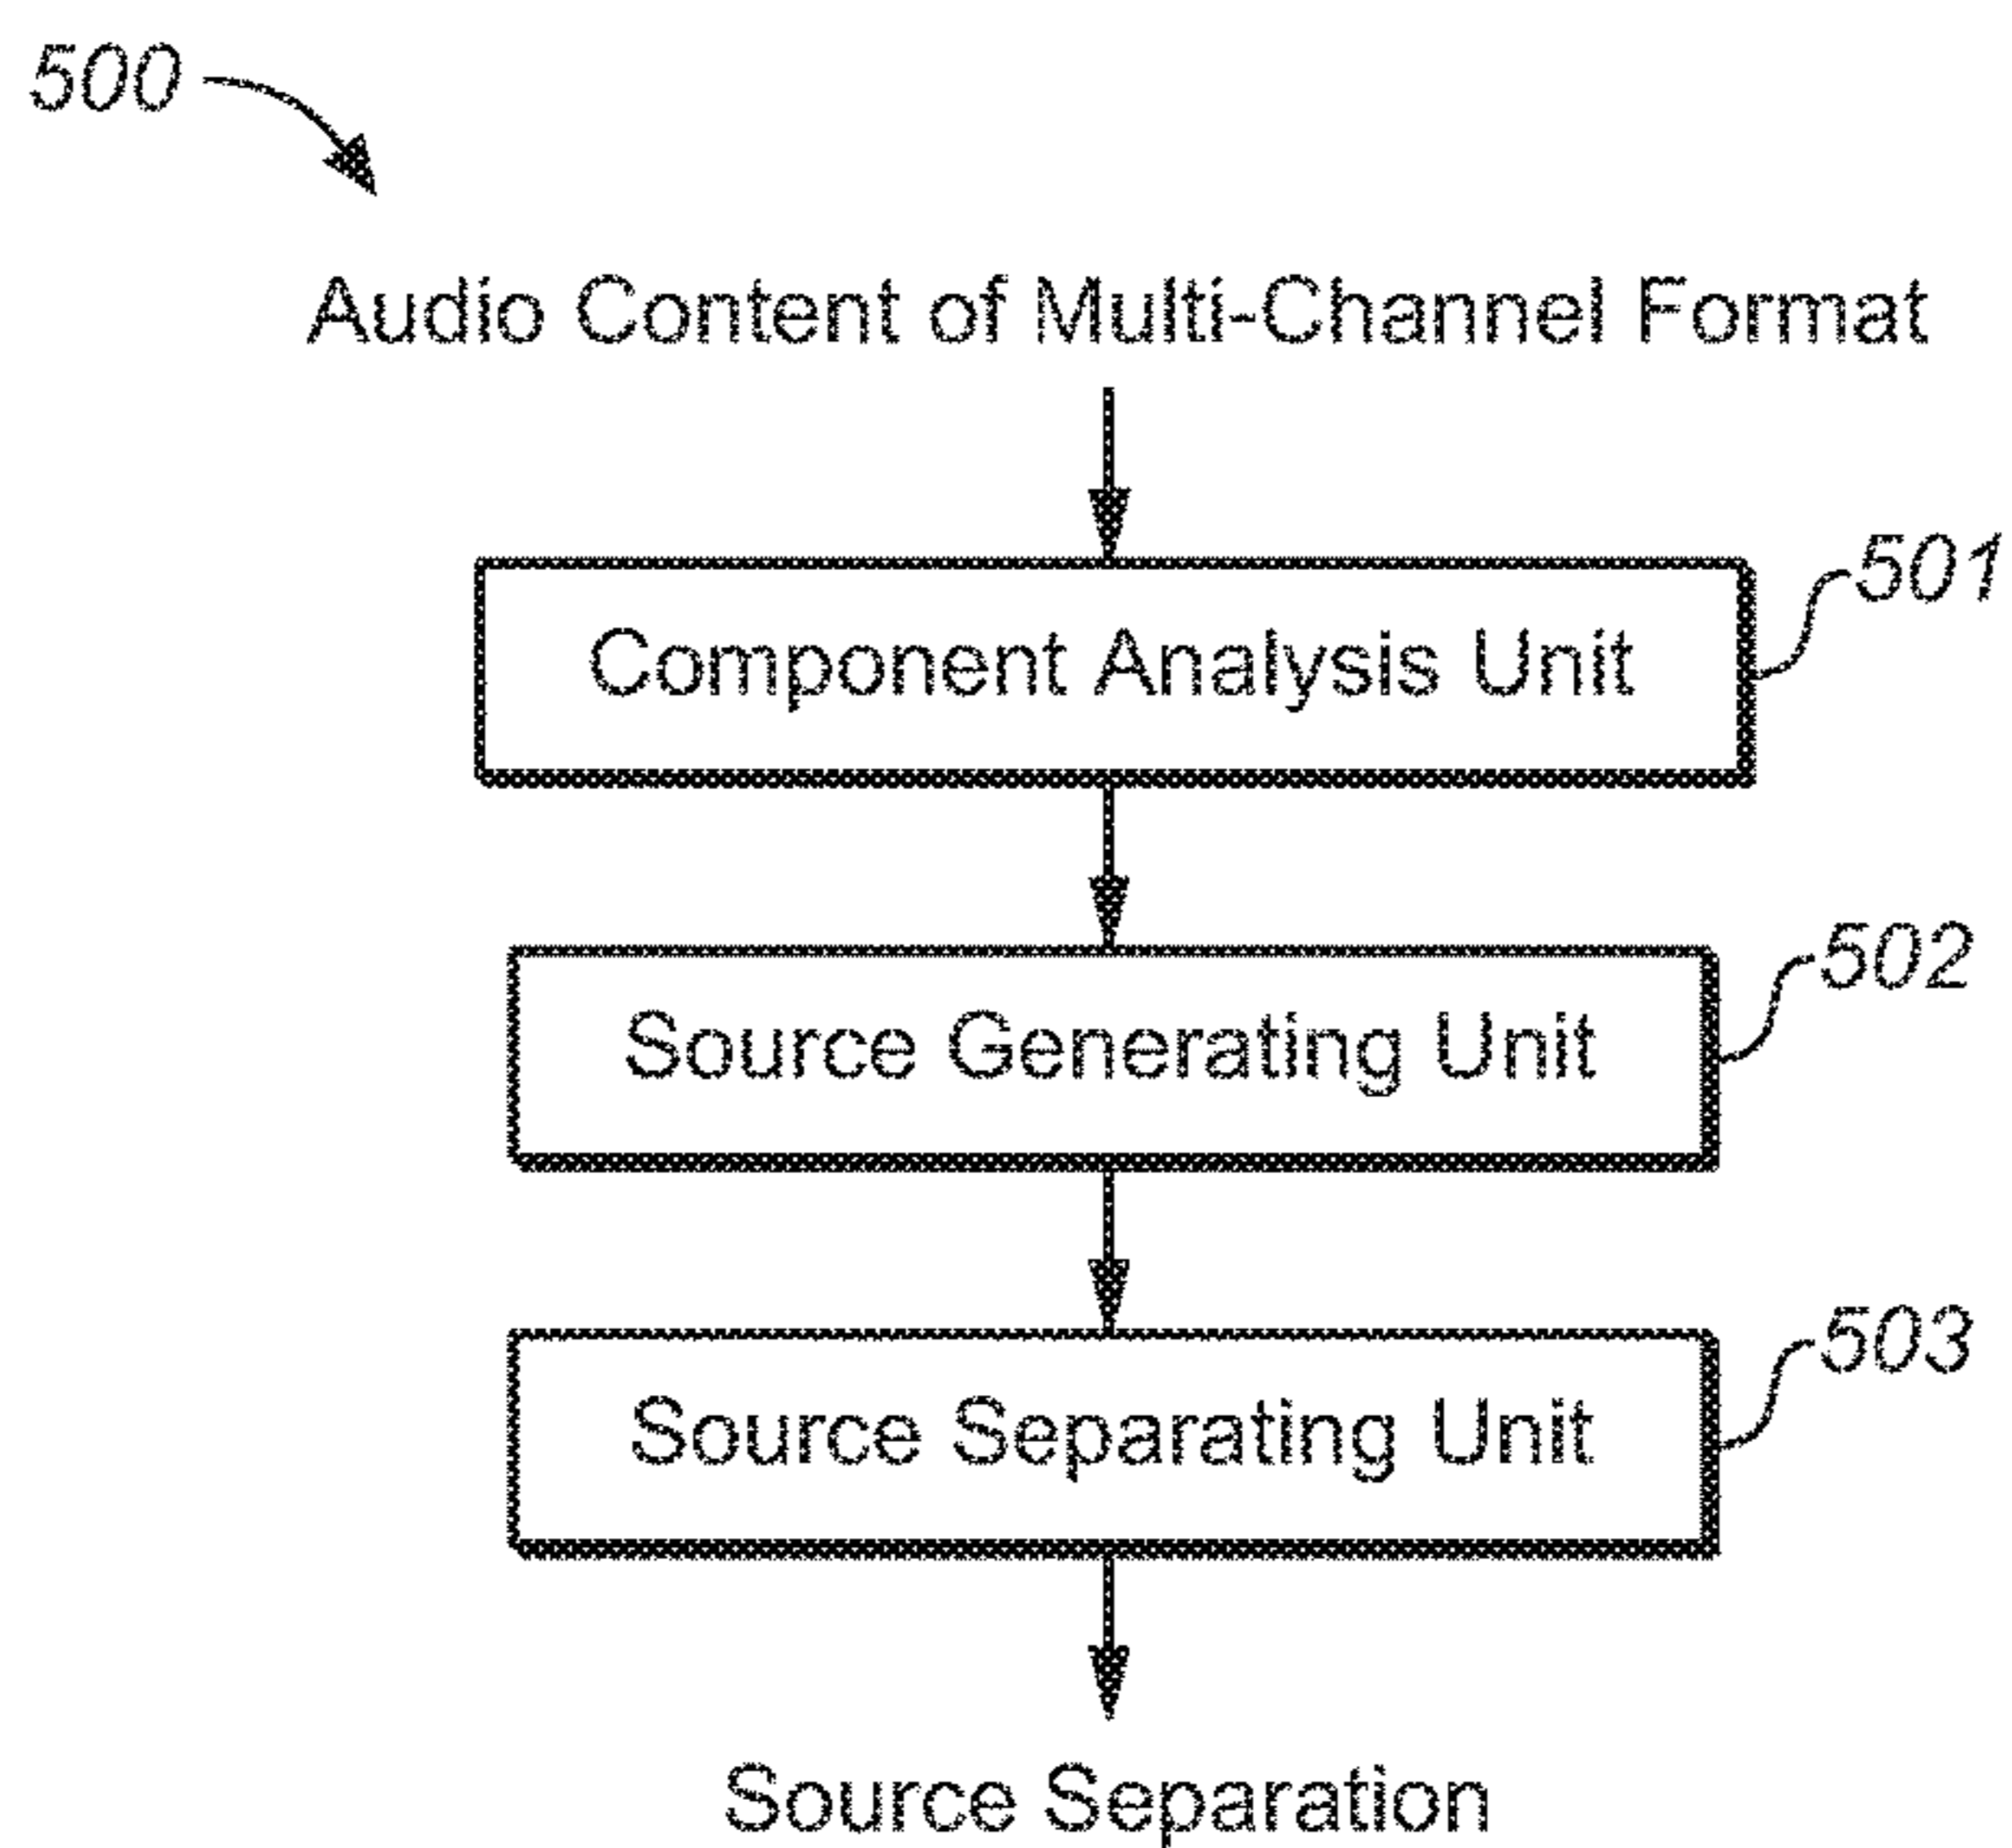 500
Audio Content of Multi-Channel Format
Component Analysis Unit
501
Source Generating Unit
502
Source Separating Unit
503
Source Separation